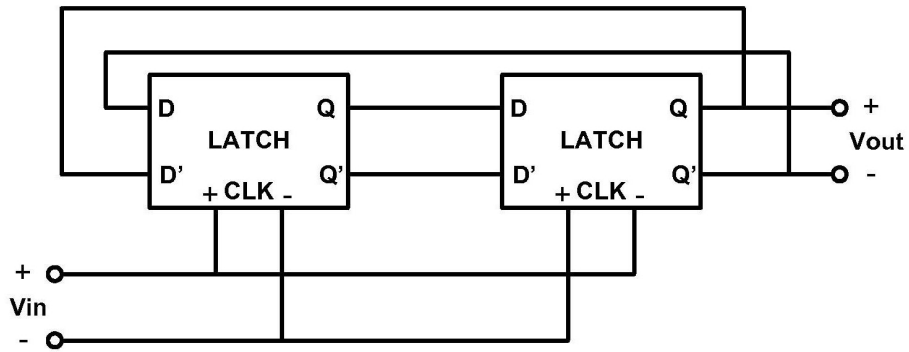 D Q D Q +
LATCH LATCH Vout
D’ Q’ D’ Q’ -
+ CLK - + CLK -
+
Vin
-